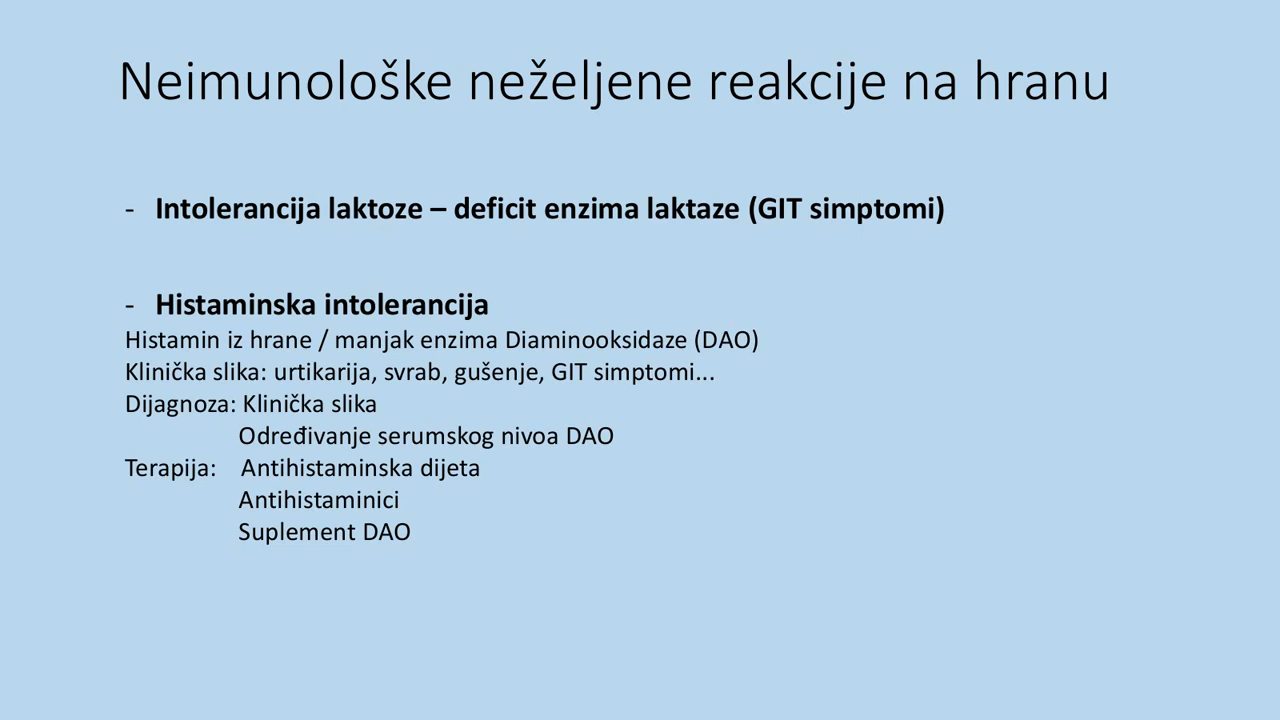 Neimunološke neželjene reakcije na hranu
- Intolerancija laktoze – deficit enzima laktaze (GIT simptomi)
- Histaminska intolerancija
Histamin iz hrane / manjak enzima Diaminooksidaze (DAO)
Klinička slika: urtikarija, svrab, gušenje, GIT simptomi...
Dijagnoza: Klinička slika
Određivanje serumskog nivoa DAO
Terapija: Antihistaminska dijeta
Antihistaminici
Suplement DAO